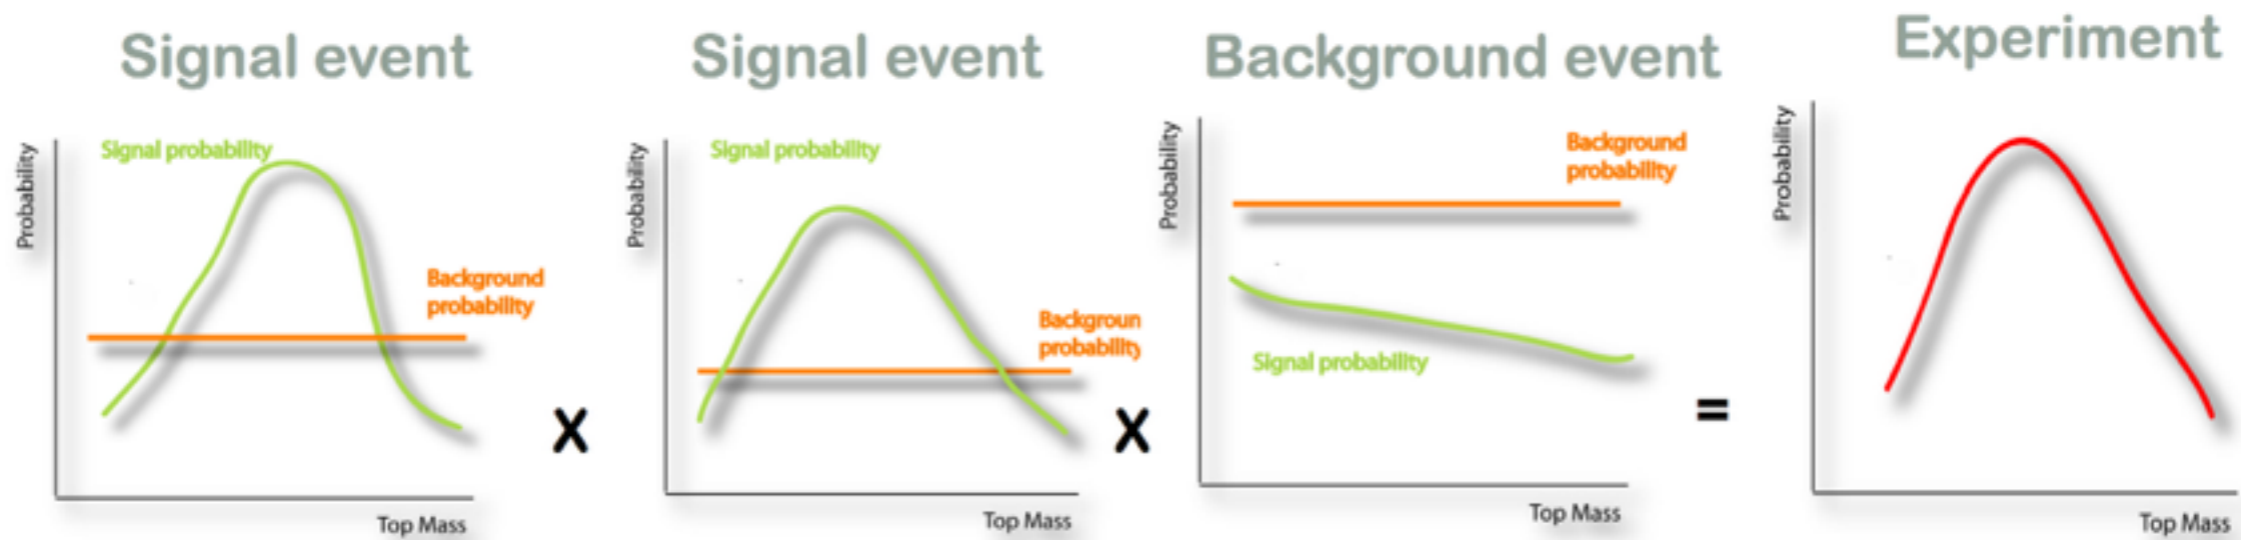 Signal event
Probability
Signal probability
Background
probability
Top Mass
X
Signal event
Probability
Signal probability
Backgroun
probability
Top Mass
X
Background event
Probability
Background
probability
Signal probability
Top Mass
=
Experiment
Probability
Top Mass